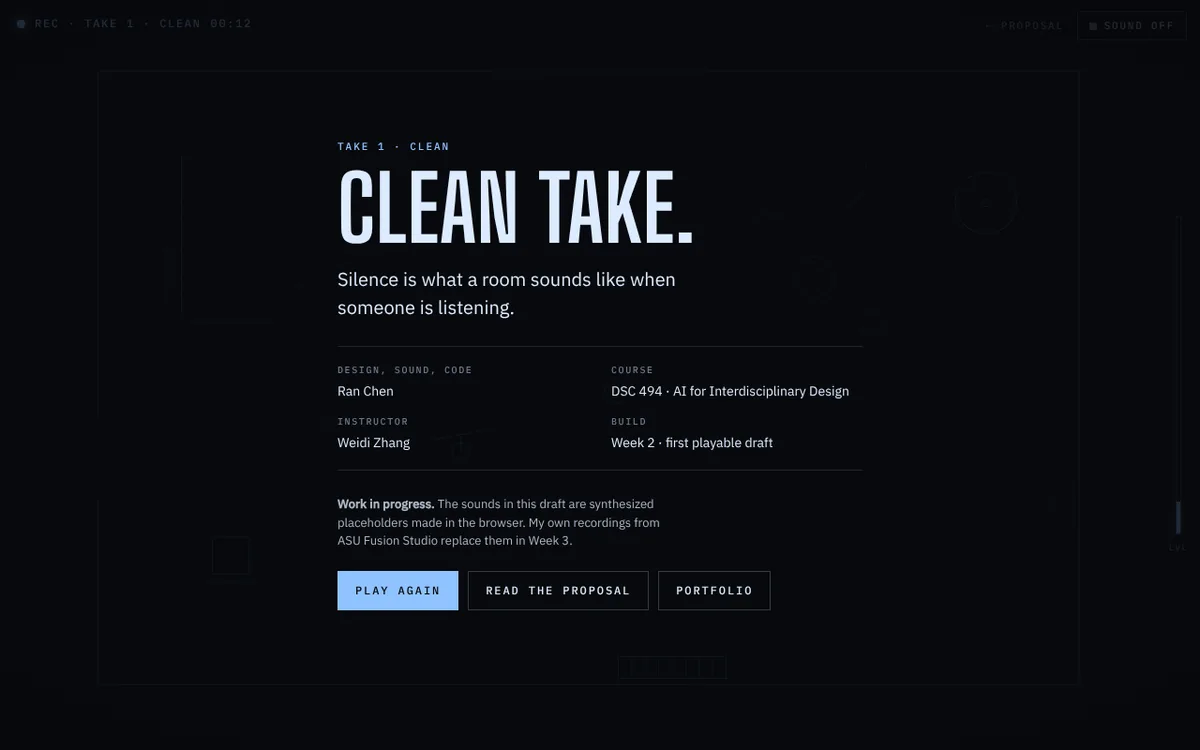 REC · TAKE 1 · CLEAN 00:12
PROPOSAL
SOUND OFF
TAKE 1 · CLEAN
CLEAN TAKE.
Silence is what a room sounds like when
someone is listening.
DESIGN, SOUND, CODE
Ran Chen
COURSE
DSC 494 · AI for Interdisciplinary Design
INSTRUCTOR
Weidi Zhang
BUILD
Week 2 · first playable draft
Work in progress. The sounds in this draft are synthesized
placeholders made in the browser. My own recordings from
ASU Fusion Studio replace them in Week 3.
PLAY AGAIN
READ THE PROPOSAL
PORTFOLIO